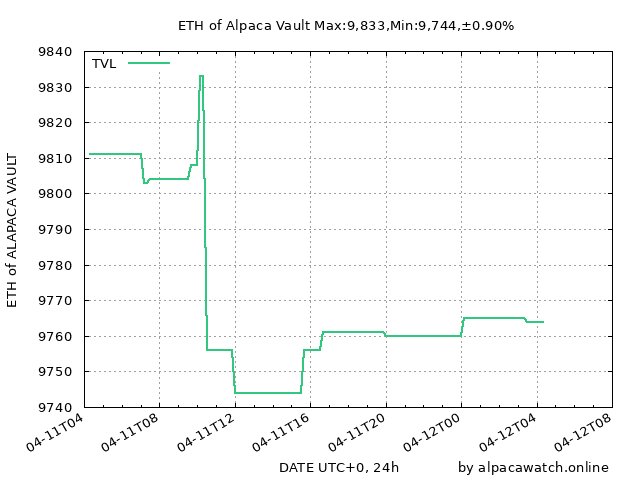 ETH of Alpaca Vault Max:9,833,Min:9,744,±0.90%
TVL
ETH of ALAPACA VAULT
9840
9830
9820
9810
9800
9790
9780
9770
9760
9750
9740
04-11T04
04-11T08
04-11T12
04-11T16
04-11T20
04-12T00
04-12T04
04-12T08
DATE UTC+0, 24h
by alpacawatch.online